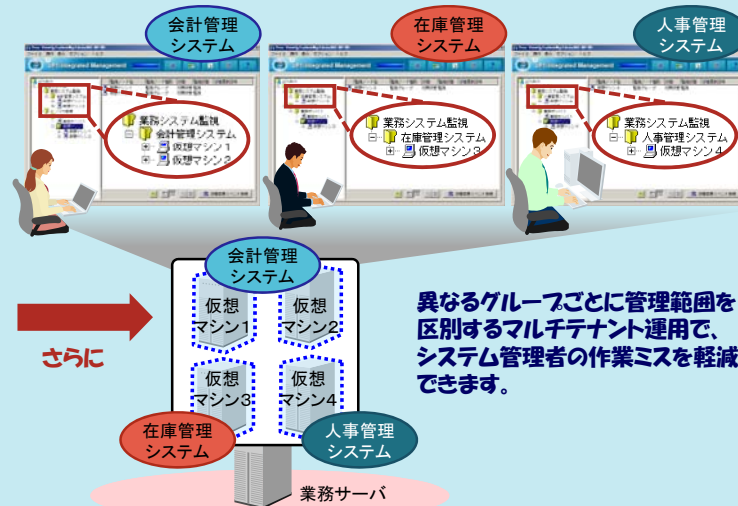 会計管理
システム
在庫管理
システム
人事管理
システム
Integrated Management
業務システム監視
会計管理システム
仮想マシン1
仮想マシン2
業務システム監視
在庫管理システム
仮想マシン3
業務システム監視
人事管理システム
仮想マシン4
会計管理
システム
仮想
マシン1
仮想
マシン2
仮想
マシン3
仮想
マシン4
在庫管理
システム
人事管理
システム
業務サーバ
さらに
異なるグループごとに管理範囲を
区別するマルチテナント運用で、
システム管理者の作業ミスを軽減
できます。